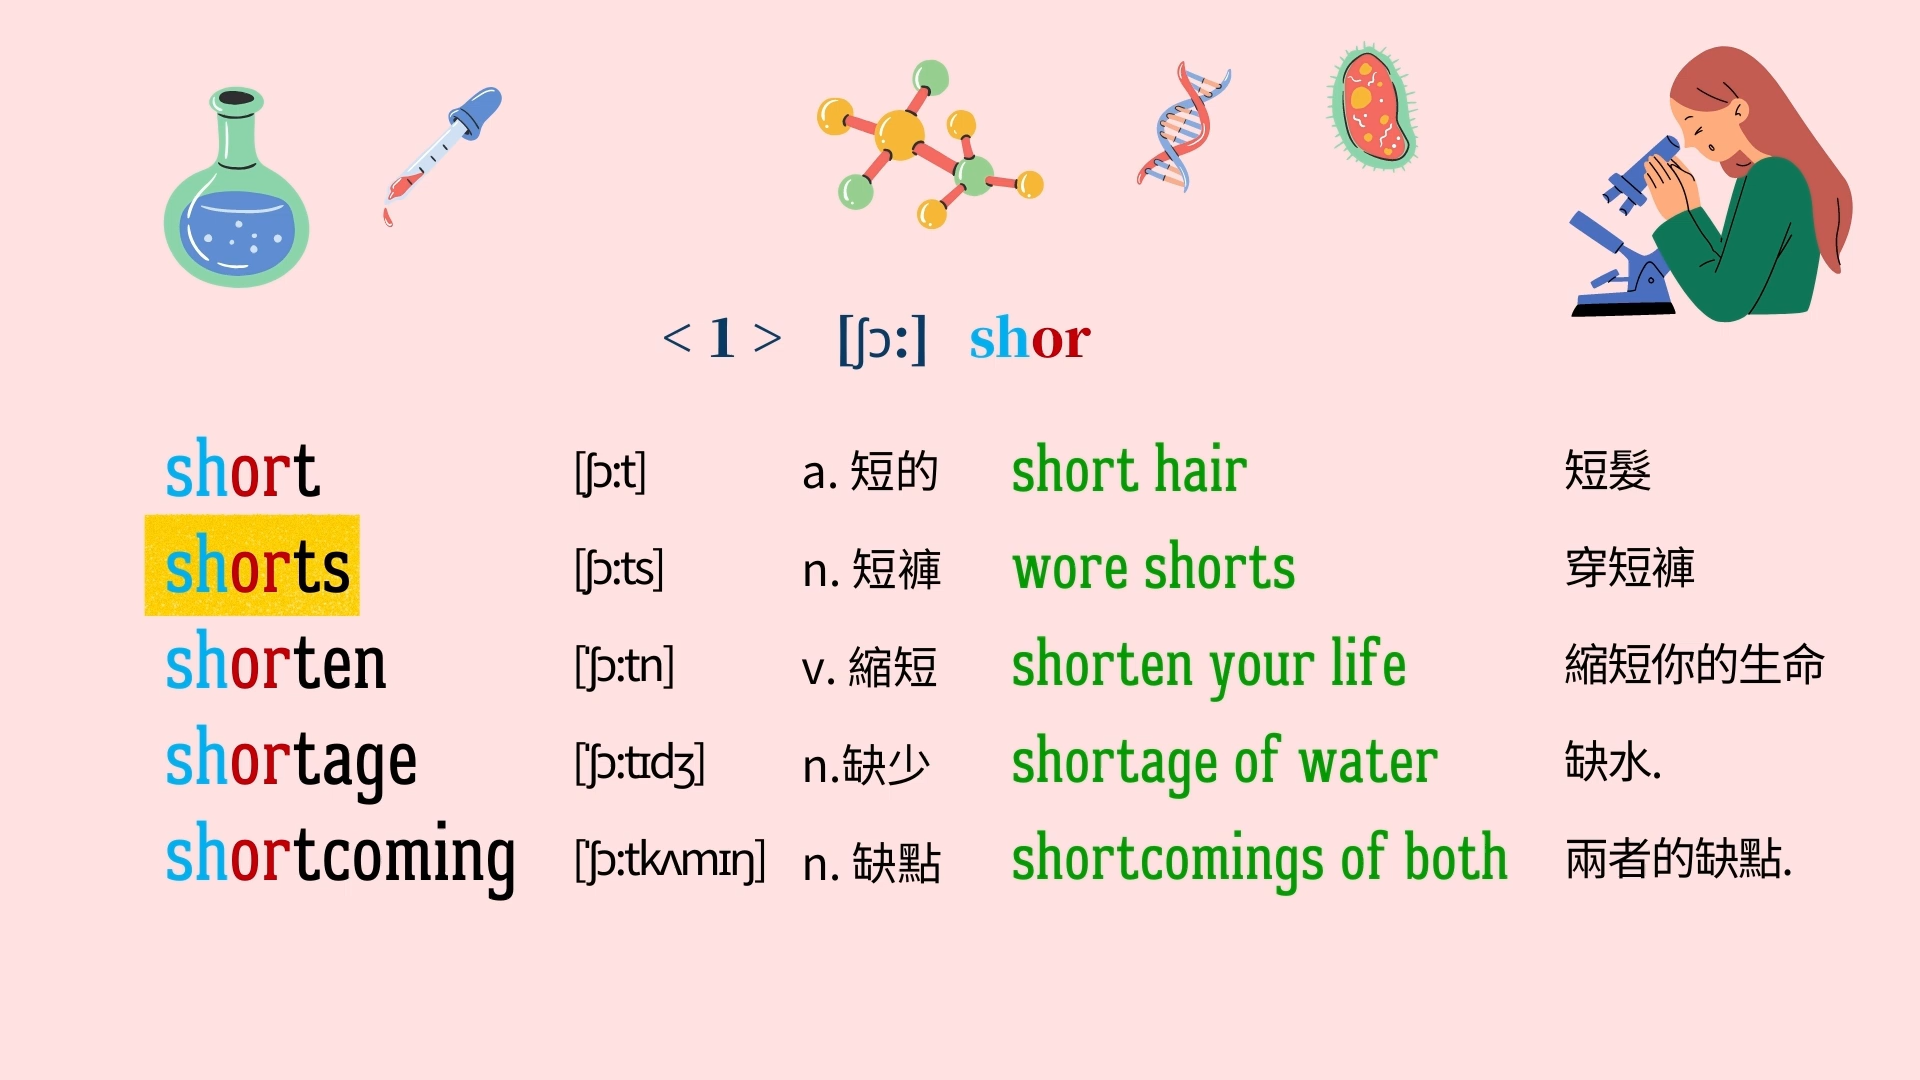 < 1 > [ʃɔ:] shor
short [ʃɔ:t] a. 短的 short hair 短髮
shorts [ʃɔ:ts] n. 短褲 wore shorts 穿短褲
shorten ['ʃɔ:tn] v. 縮短 shorten your life 縮短你的生命
shortage ['ʃɔ:tɪdʒ] n.缺少 shortage of water 缺水.
shortcoming ['ʃɔ:tkʌmɪŋ] n. 缺點 shortcomings of both 兩者的缺點.